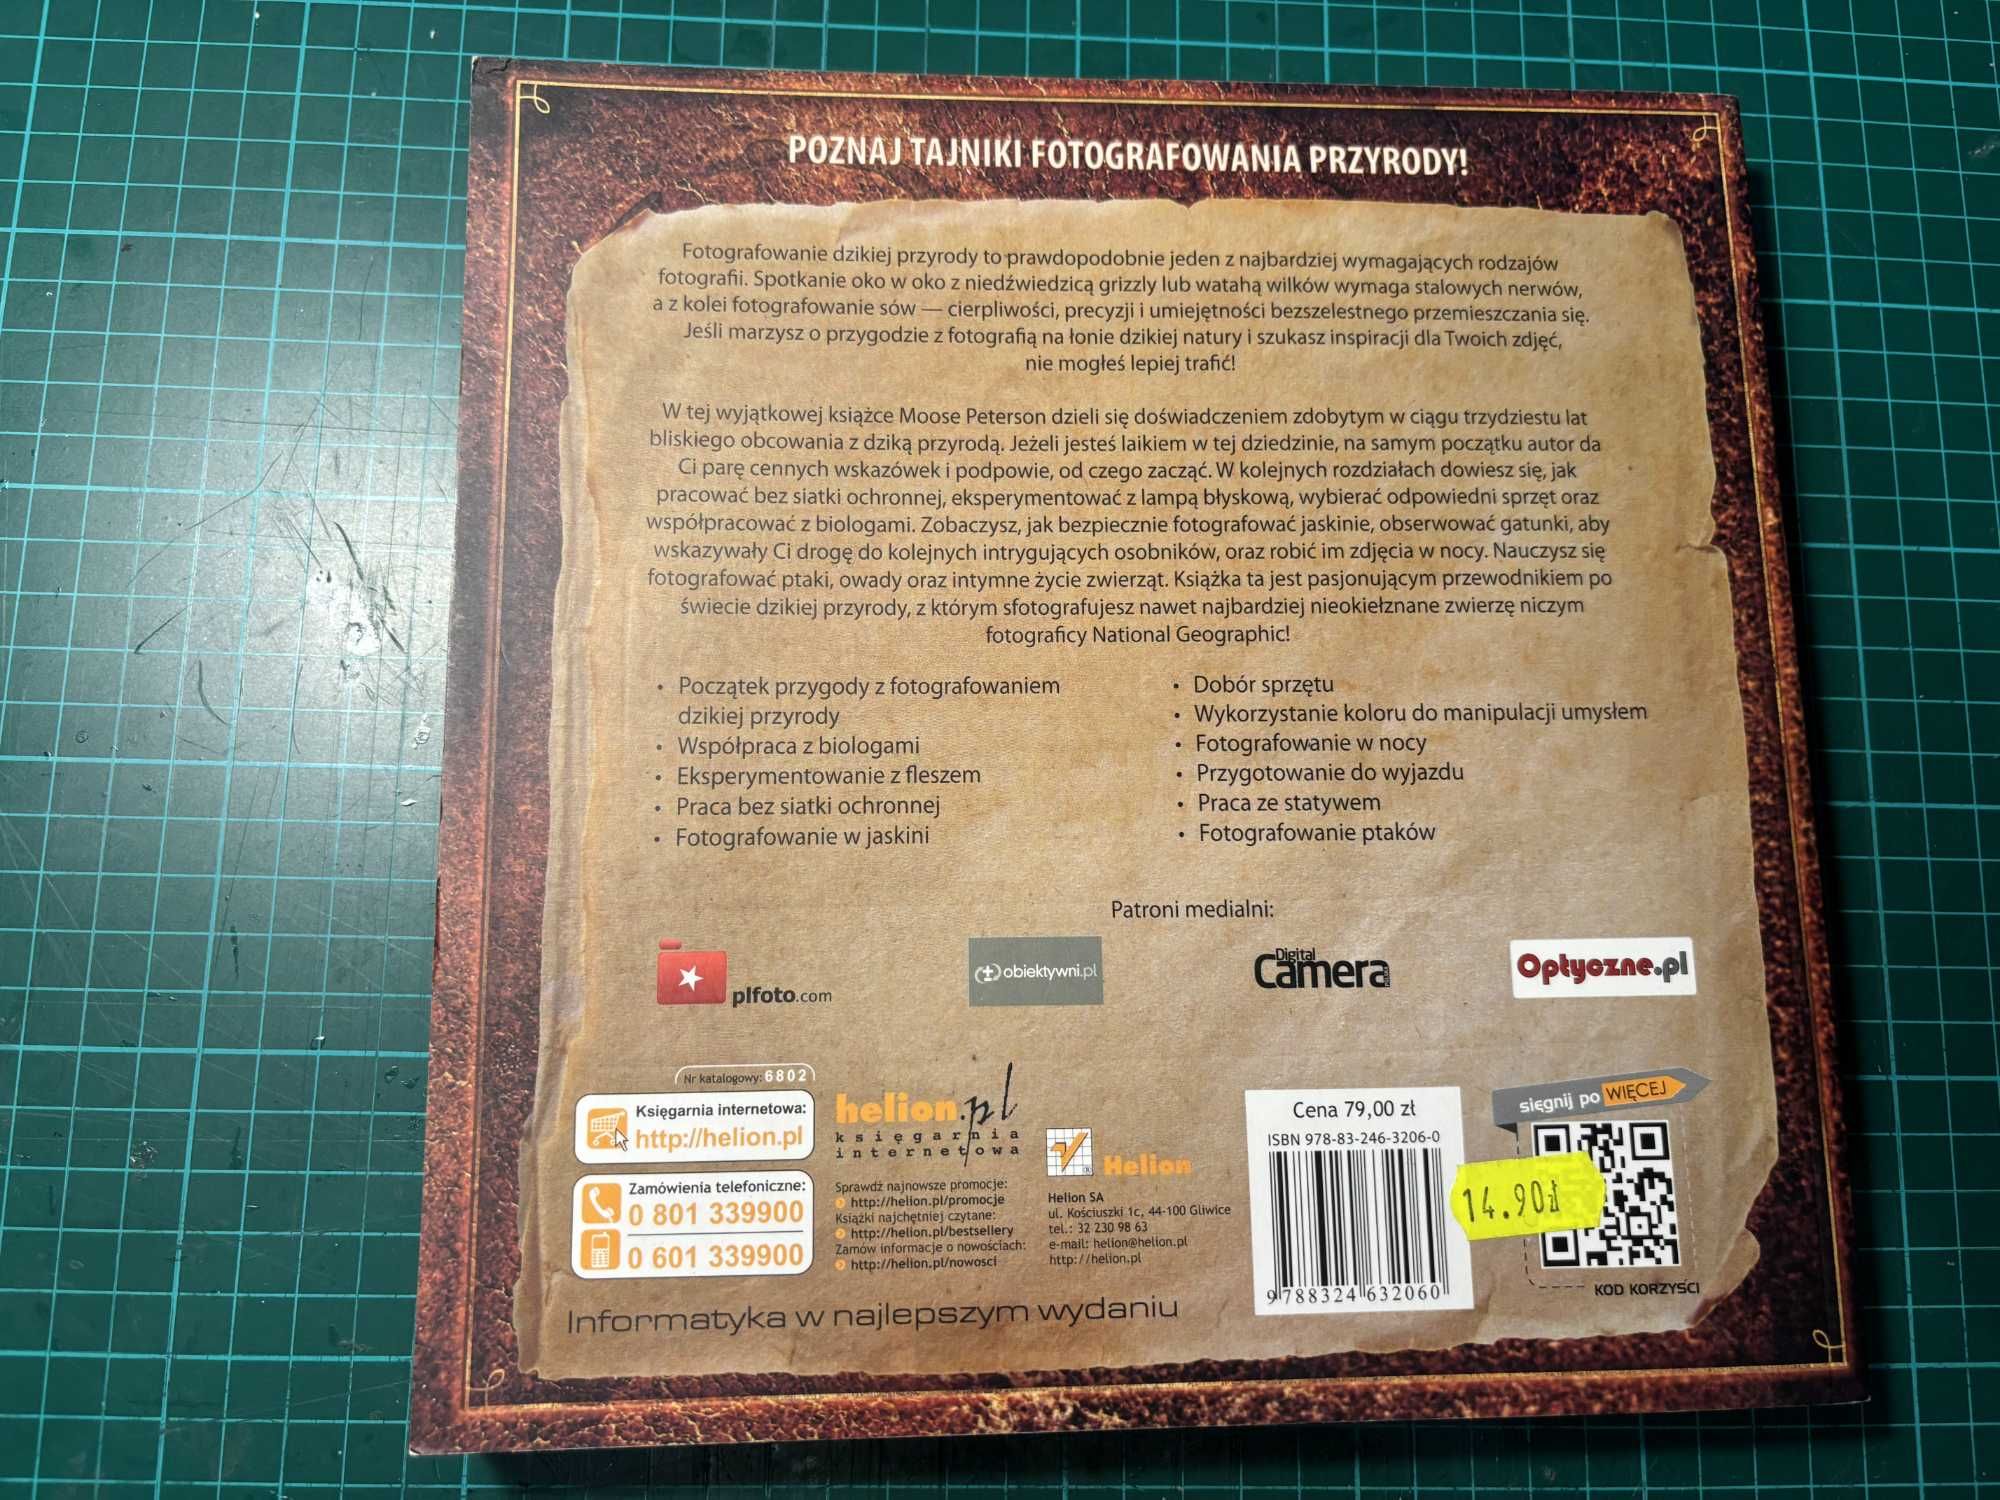 POZNAJ TAJNIKI FOTOGRAFOWANIA PRZYRODY!
Fotografowanie dzikiej przyrody to prawdopodobnie jeden z najbardziej wymagających rodzajów
fotografii. Spotkanie oko w oko z niedźwiedzicą grizzly lub watahą wilków wymaga stalowych nerwów,
a z kolei fotografowanie sów — cierpliwości, precyzji i umiejętności bezszelestnego przemieszczania się.
Jeśli marzysz o przygodzie z fotografią na łonie dzikiej natury i szukasz inspiracji dla Twoich zdjęć,
nie mogłeś lepiej trafić!
W tej wyjątkowej książce Moose Peterson dzieli się doświadczeniem zdobytym w ciągu trzydziestu lat
bliskiego obcowania z dziką przyrodą. Jeżeli jesteś laikiem w tej dziedzinie, na samym początku autor da
Ci parę cennych wskazówek i podpowie, od czego zacząć. W kolejnych rozdziałach dowiesz się, jak
pracować bez siatki ochronnej, eksperymentować z lampą błyskową, wybierać odpowiedni sprzęt oraz
współpracować z biologami. Zobaczysz, jak bezpiecznie fotografować jaskinie, obserwować gatunki, aby
wskazywały Ci drogę do kolejnych intrygujących osobników, oraz robić im zdjęcia w nocy. Nauczysz się
fotografować ptaki, owady oraz intymne życie zwierząt. Książka ta jest pasjonującym przewodnikiem po
świecie dzikiej przyrody, z którym sfotografujesz nawet najbardziej nieokiełznane zwierzę niczym
fotograficy National Geographic!
• Początek przygody z fotografowaniem
dzikiej przyrody
• Współpraca z biologami
• Eksperymentowanie z fleszem
• Praca bez siatki ochronnej
• Fotografowanie w jaskini
• Dobór sprzętu
• Wykorzystanie koloru do manipulacji umysłem
• Fotografowanie w nocy
• Przygotowanie do wyjazdu
• Praca ze statywem
• Fotografowanie ptaków
Patroni medialni:
plfoto.com
obiektywni.pl
Digital
Camera
Optyczne.pl
Nr katalogowy: 6802
Księgarnia internetowa:
http://helion.pl
Zamówienia telefoniczne:
0 801 339900
0 601 339900
helion.pl
księgarnia
internetowa
Sprawdź najnowsze promocje:
http://helion.pl/promocje
Książki najchętniej czytane:
http://helion.pl/bestsellery
Zamów informacje o nowościach:
http://helion.pl/nowosci
Helion
Helion SA
ul. Kościuszki 1c, 44-100 Gliwice
tel.: 32 230 98 63
e-mail: helion@helion.pl
http://helion.pl
Informatyka w najlepszym wydaniu
Cena 79,00 zł
ISBN 978-83-246-3206-0
9 788324 632060
14.90zł
sięgnij po WIĘCEJ
KOD KORZYŚCI